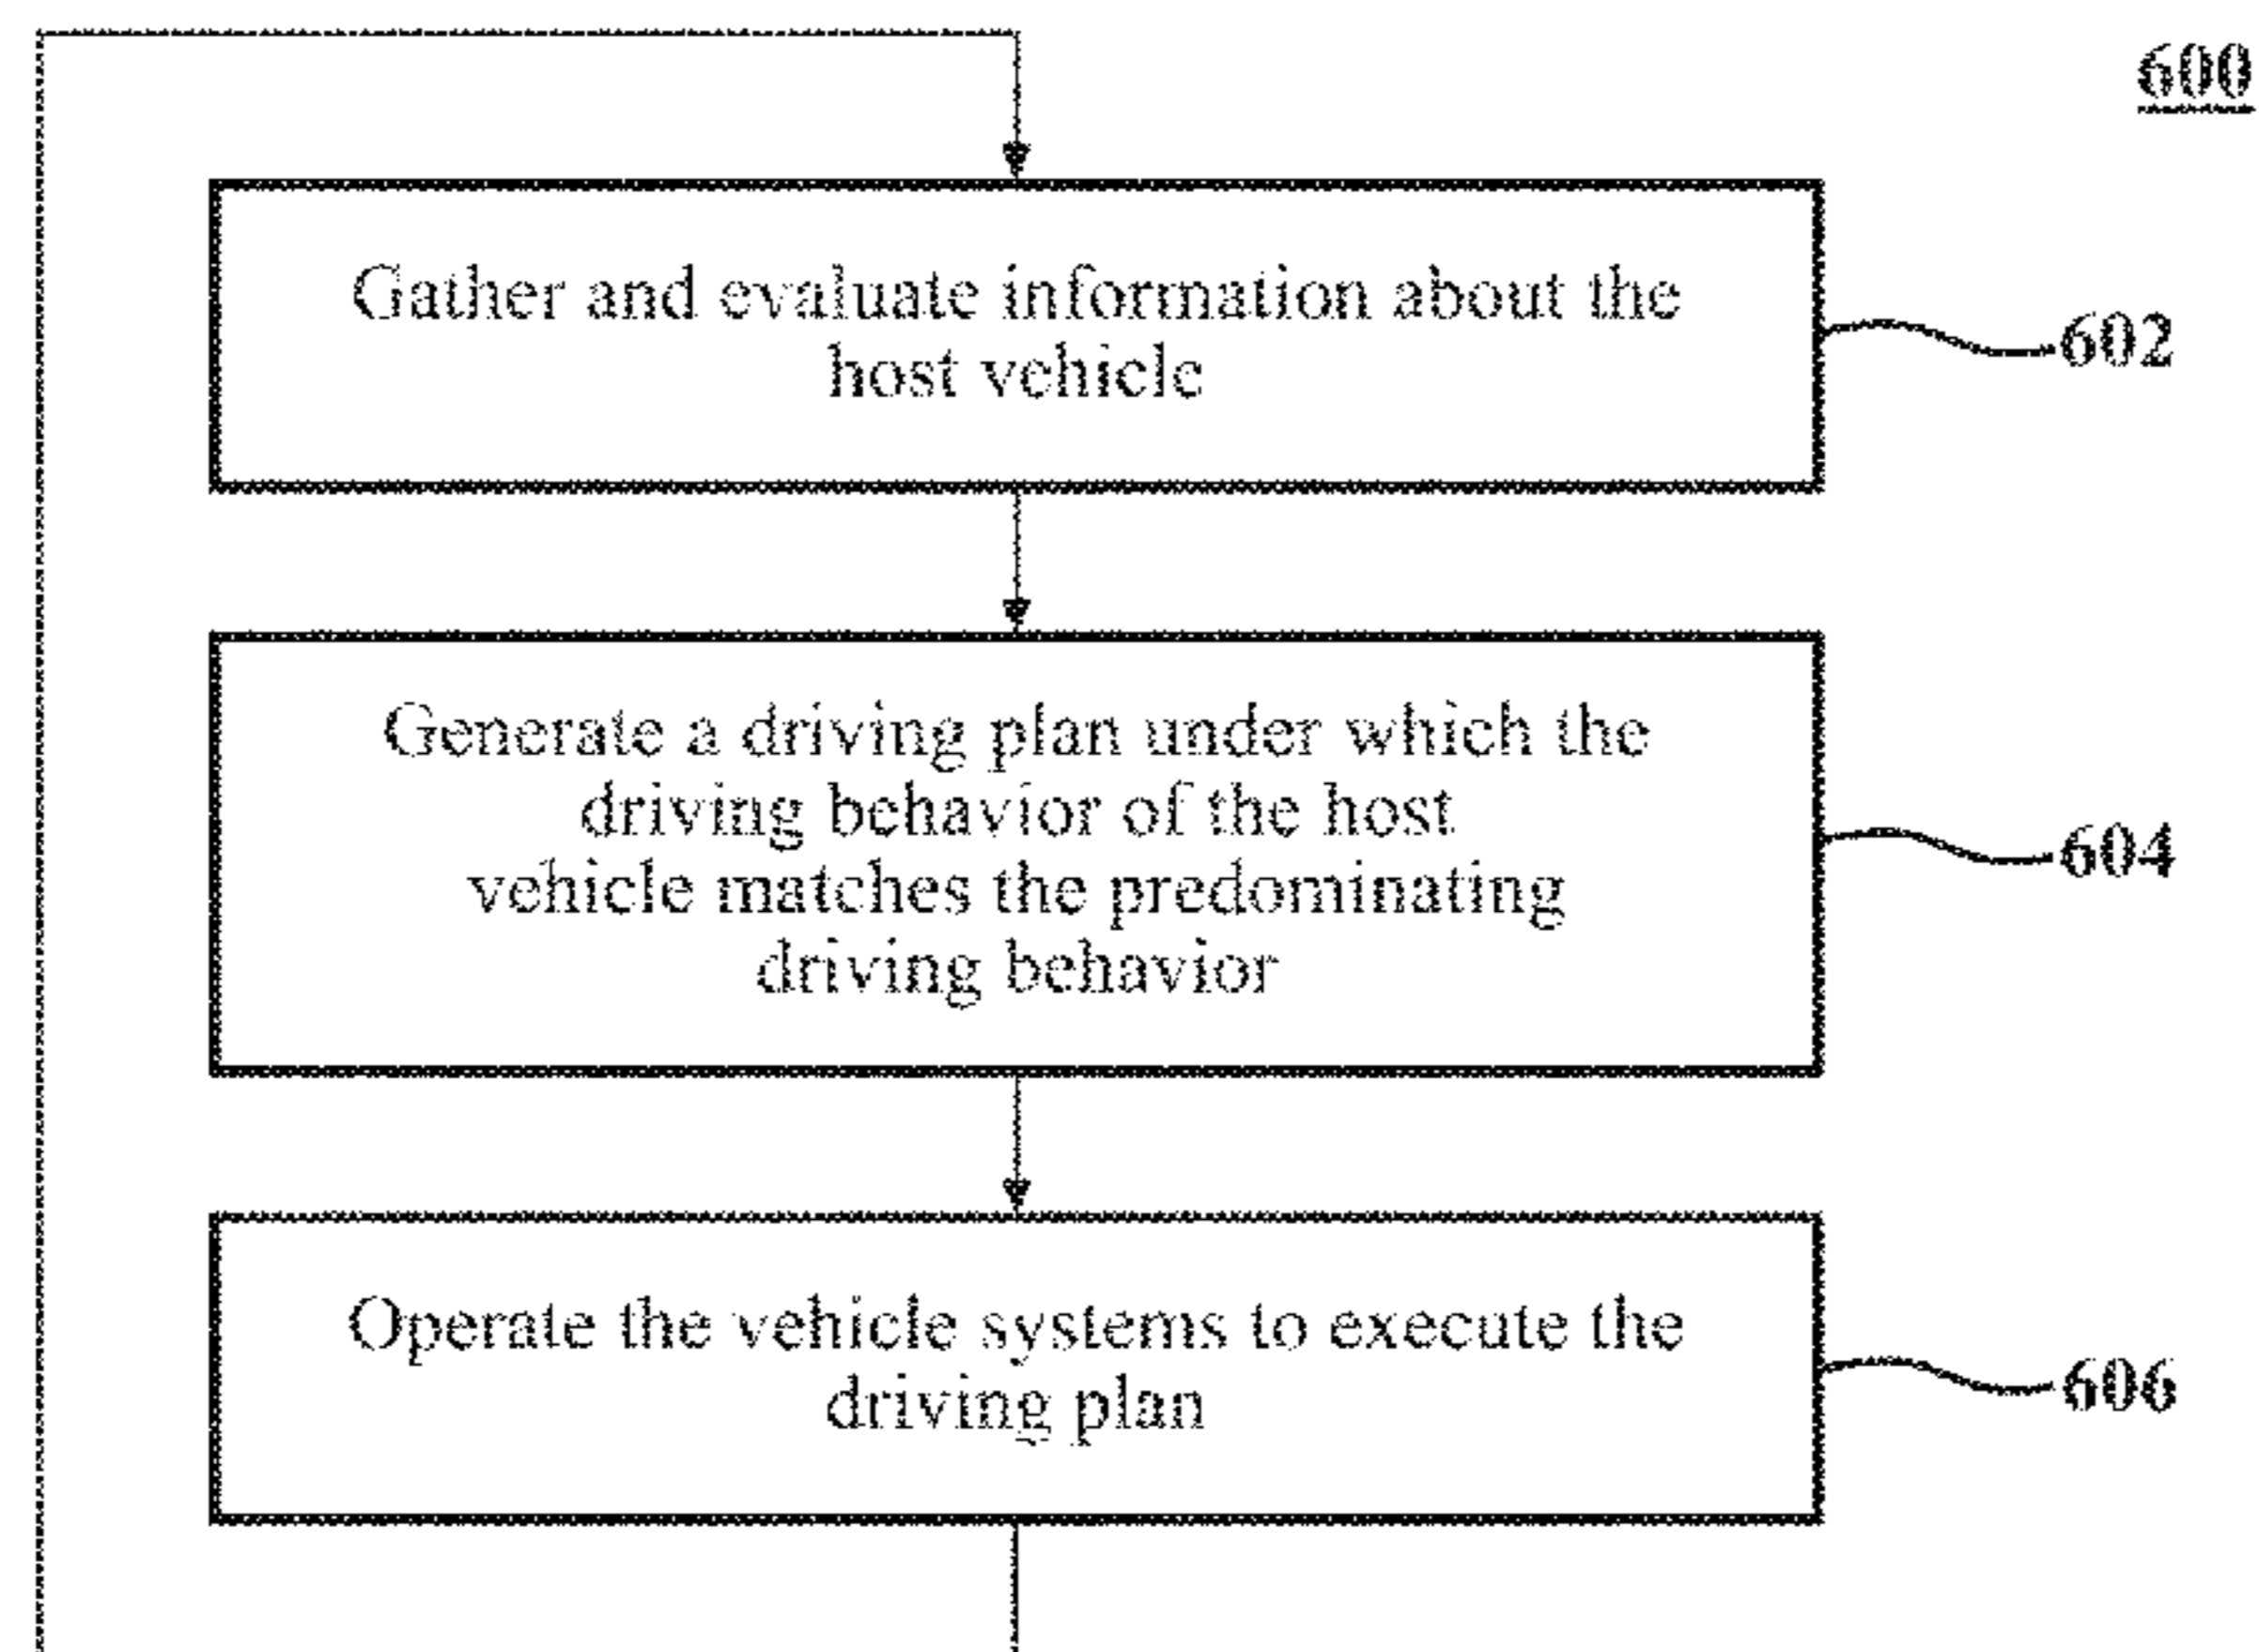 600
Gather and evaluate information about the
host vehicle
602
Generate a driving plan under which the
driving behavior of the host
vehicle matches the predominating
driving behavior
604
Operate the vehicle systems to execute the
driving plan
606